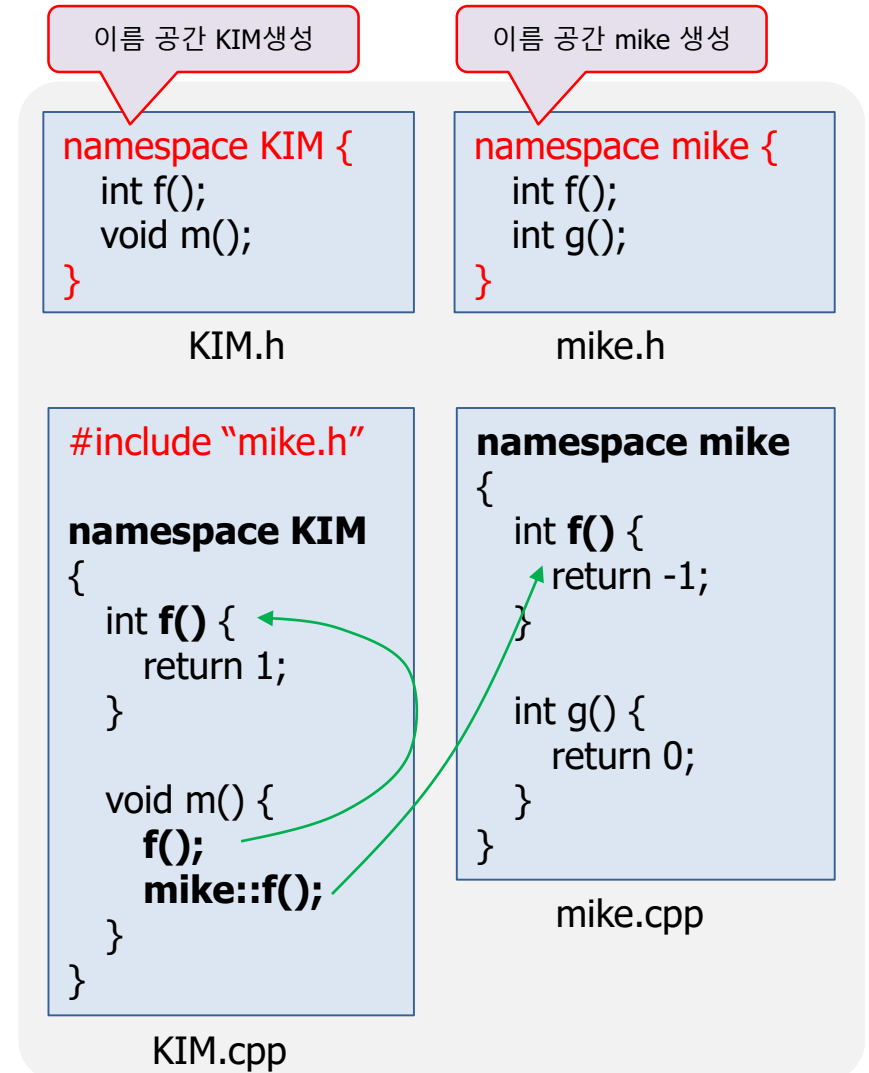 이름 공간 KIM생성
이름 공간 mike 생성
namespace KIM {
int f();
void m();
}
KIM.h
namespace mike {
int f();
int g();
}
mike.h
#include “mike.h”
namespace KIM
{
int f() {
return 1;
}
void m() {
f();
mike::f();
}
}
KIM.cpp
namespace mike
{
int f() {
return -1;
}
int g() {
return 0;
}
}
mike.cpp